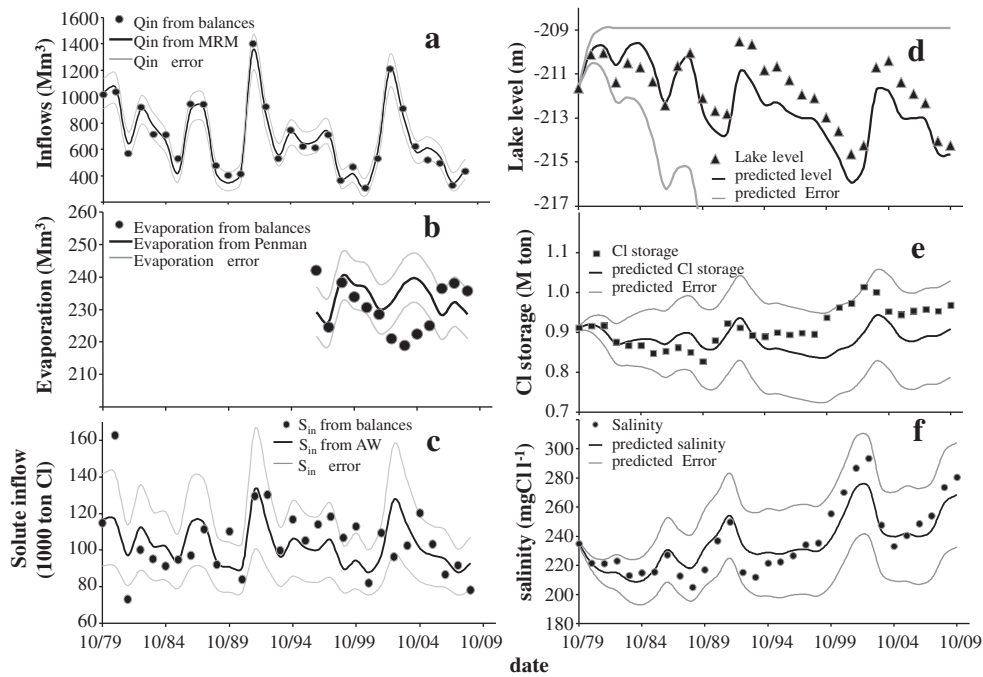 a
Qin from balances
Qin from MRM
Qin error
Inflows (Mm³)
1600
1400
1200
1000
800
600
400
b
Evaporation from balances
Evaporation from Penman
Evaporation error
Evaporation (Mm³)
260
250
240
230
220
210
c
S_in from balances
S_in from AW
S_in error
Solute inflow
(1000 ton Cl)
160
140
120
100
80
60
10/79
10/84
10/89
10/94
10/99
10/04
10/09
d
Lake level
predicted level
predicted Error
Lake level (m)
-209
-211
-213
-215
-217
e
Cl storage
predicted Cl storage
predicted Error
Cl storage (M ton)
1.1
1.0
0.9
0.8
0.7
f
Salinity
predicted salinity
predicted Error
salinity (mgCl l⁻¹)
300
280
260
240
220
200
180
10/79
10/84
10/89
10/94
10/99
10/04
10/09
date